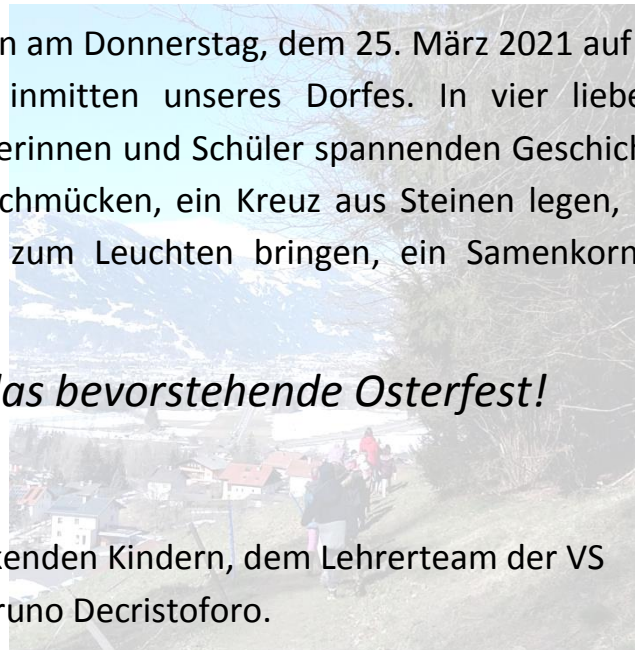 n am Donnerstag, dem 25. März 2021 auf
inmitten unseres Dorfes. In vier liebe
erinnen und Schüler spannenden Geschich
chmücken, ein Kreuz aus Steinen legen,
zum Leuchten bringen, ein Samenkorn
las bevorstehende Osterfest!
kenden Kindern, dem Lehrerteam der VS
runo Decristoforo.